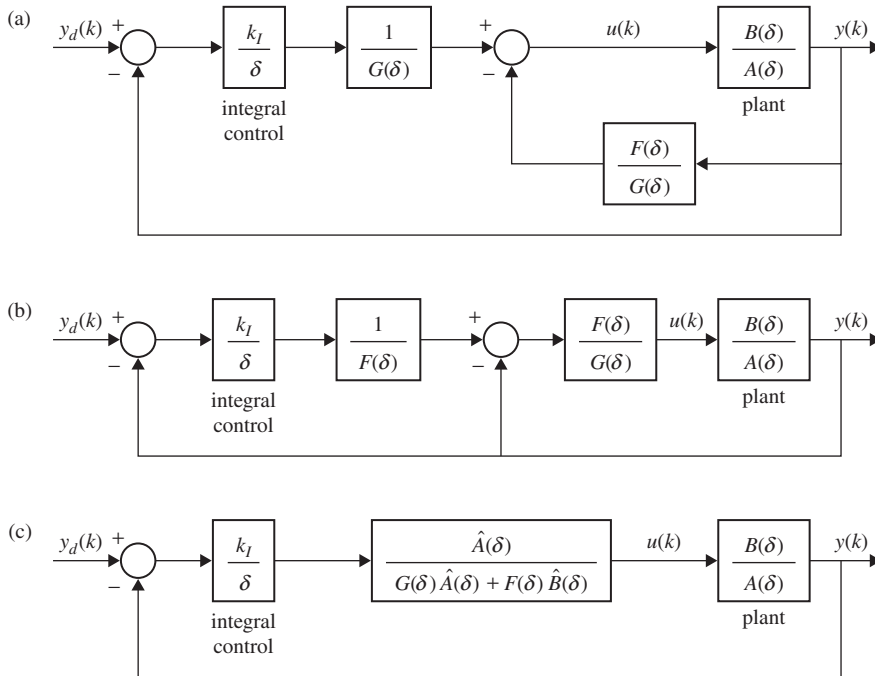 (a)
y_d(k)
+
−
k_I
δ
integral
control
1
G(δ)
+
−
u(k)
B(δ)
A(δ)
plant
y(k)
F(δ)
G(δ)
(b)
y_d(k)
+
−
k_I
δ
integral
control
1
F(δ)
+
−
F(δ)
G(δ)
u(k)
B(δ)
A(δ)
plant
y(k)
(c)
y_d(k)
+
−
k_I
δ
integral
control
Â(δ)
G(δ) Â(δ) + F(δ) B̂(δ)
u(k)
B(δ)
A(δ)
plant
y(k)